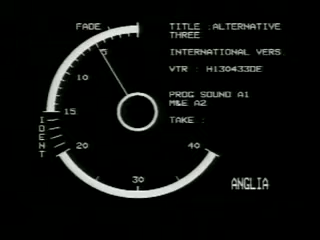 FADE
TITLE :ALTERNATIVE
THREE
5
INTERNATIONAL VERS.
10
VTR : H130433DE
PROG SOUND A1
M&E A2
15
TAKE :
IDENT
20
40
30
ANGLIA